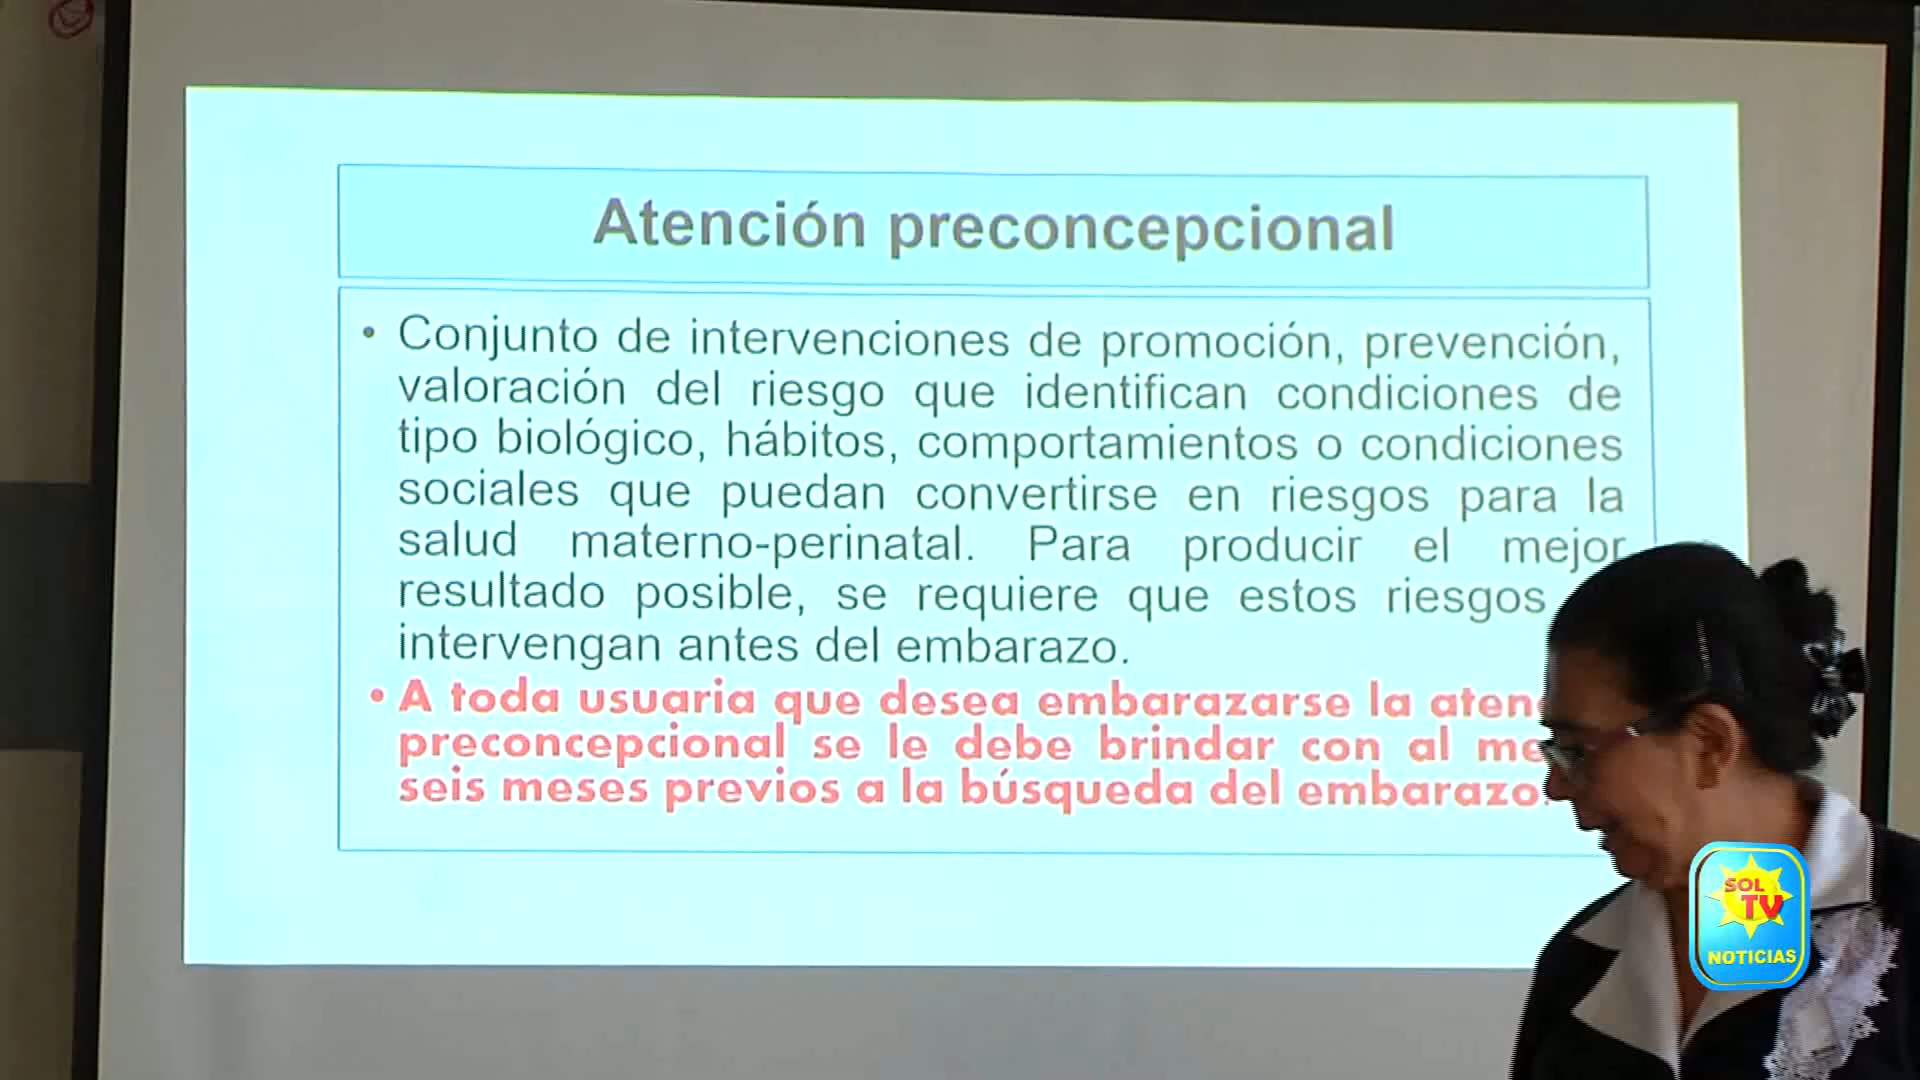 Atención preconcepcional
• Conjunto de intervenciones de promoción, prevención,
valoración del riesgo que identifican condiciones de
tipo biológico, hábitos, comportamientos o condiciones
sociales que puedan convertirse en riesgos para la
salud materno-perinatal. Para producir el mejor
resultado posible, se requiere que estos riesgos
intervengan antes del embarazo.
• A toda usuaria que desea embarazarse la
preconcepcional se le debe brindar con al
seis meses previos a la búsqueda del embarazo.
SOL
TV
NOTICIAS